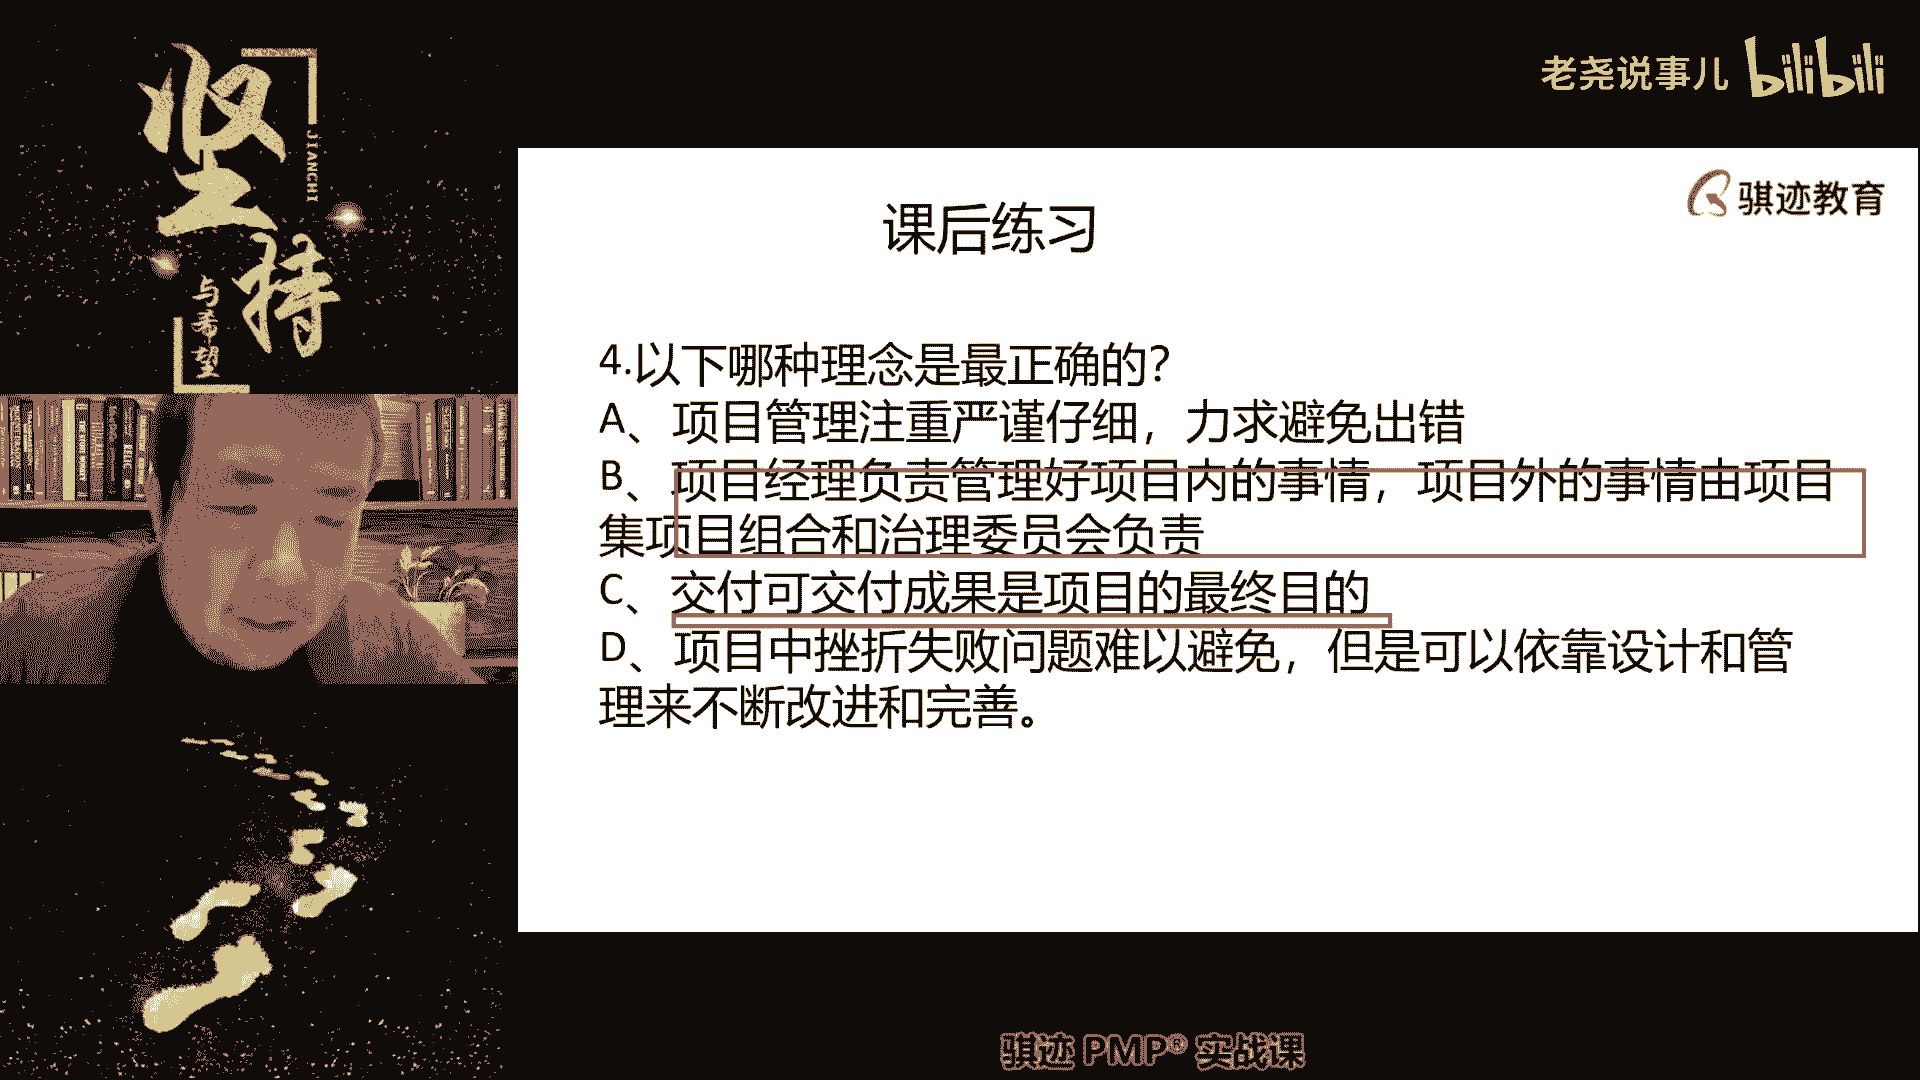 坚持
JIANCHI
与希望
老尧说事儿 bilibili
骐迹教育
课后练习
4.以下哪种理念是最正确的？
A、项目管理注重严谨仔细，力求避免出错
B、项目经理负责管理好项目内的事情，项目外的事情由项目
集项目组合和治理委员会负责
C、交付可交付成果是项目的最终目的
D、项目中挫折失败问题难以避免，但是可以依靠设计和管
理来不断改进和完善。
骐迹 PMP® 实战课